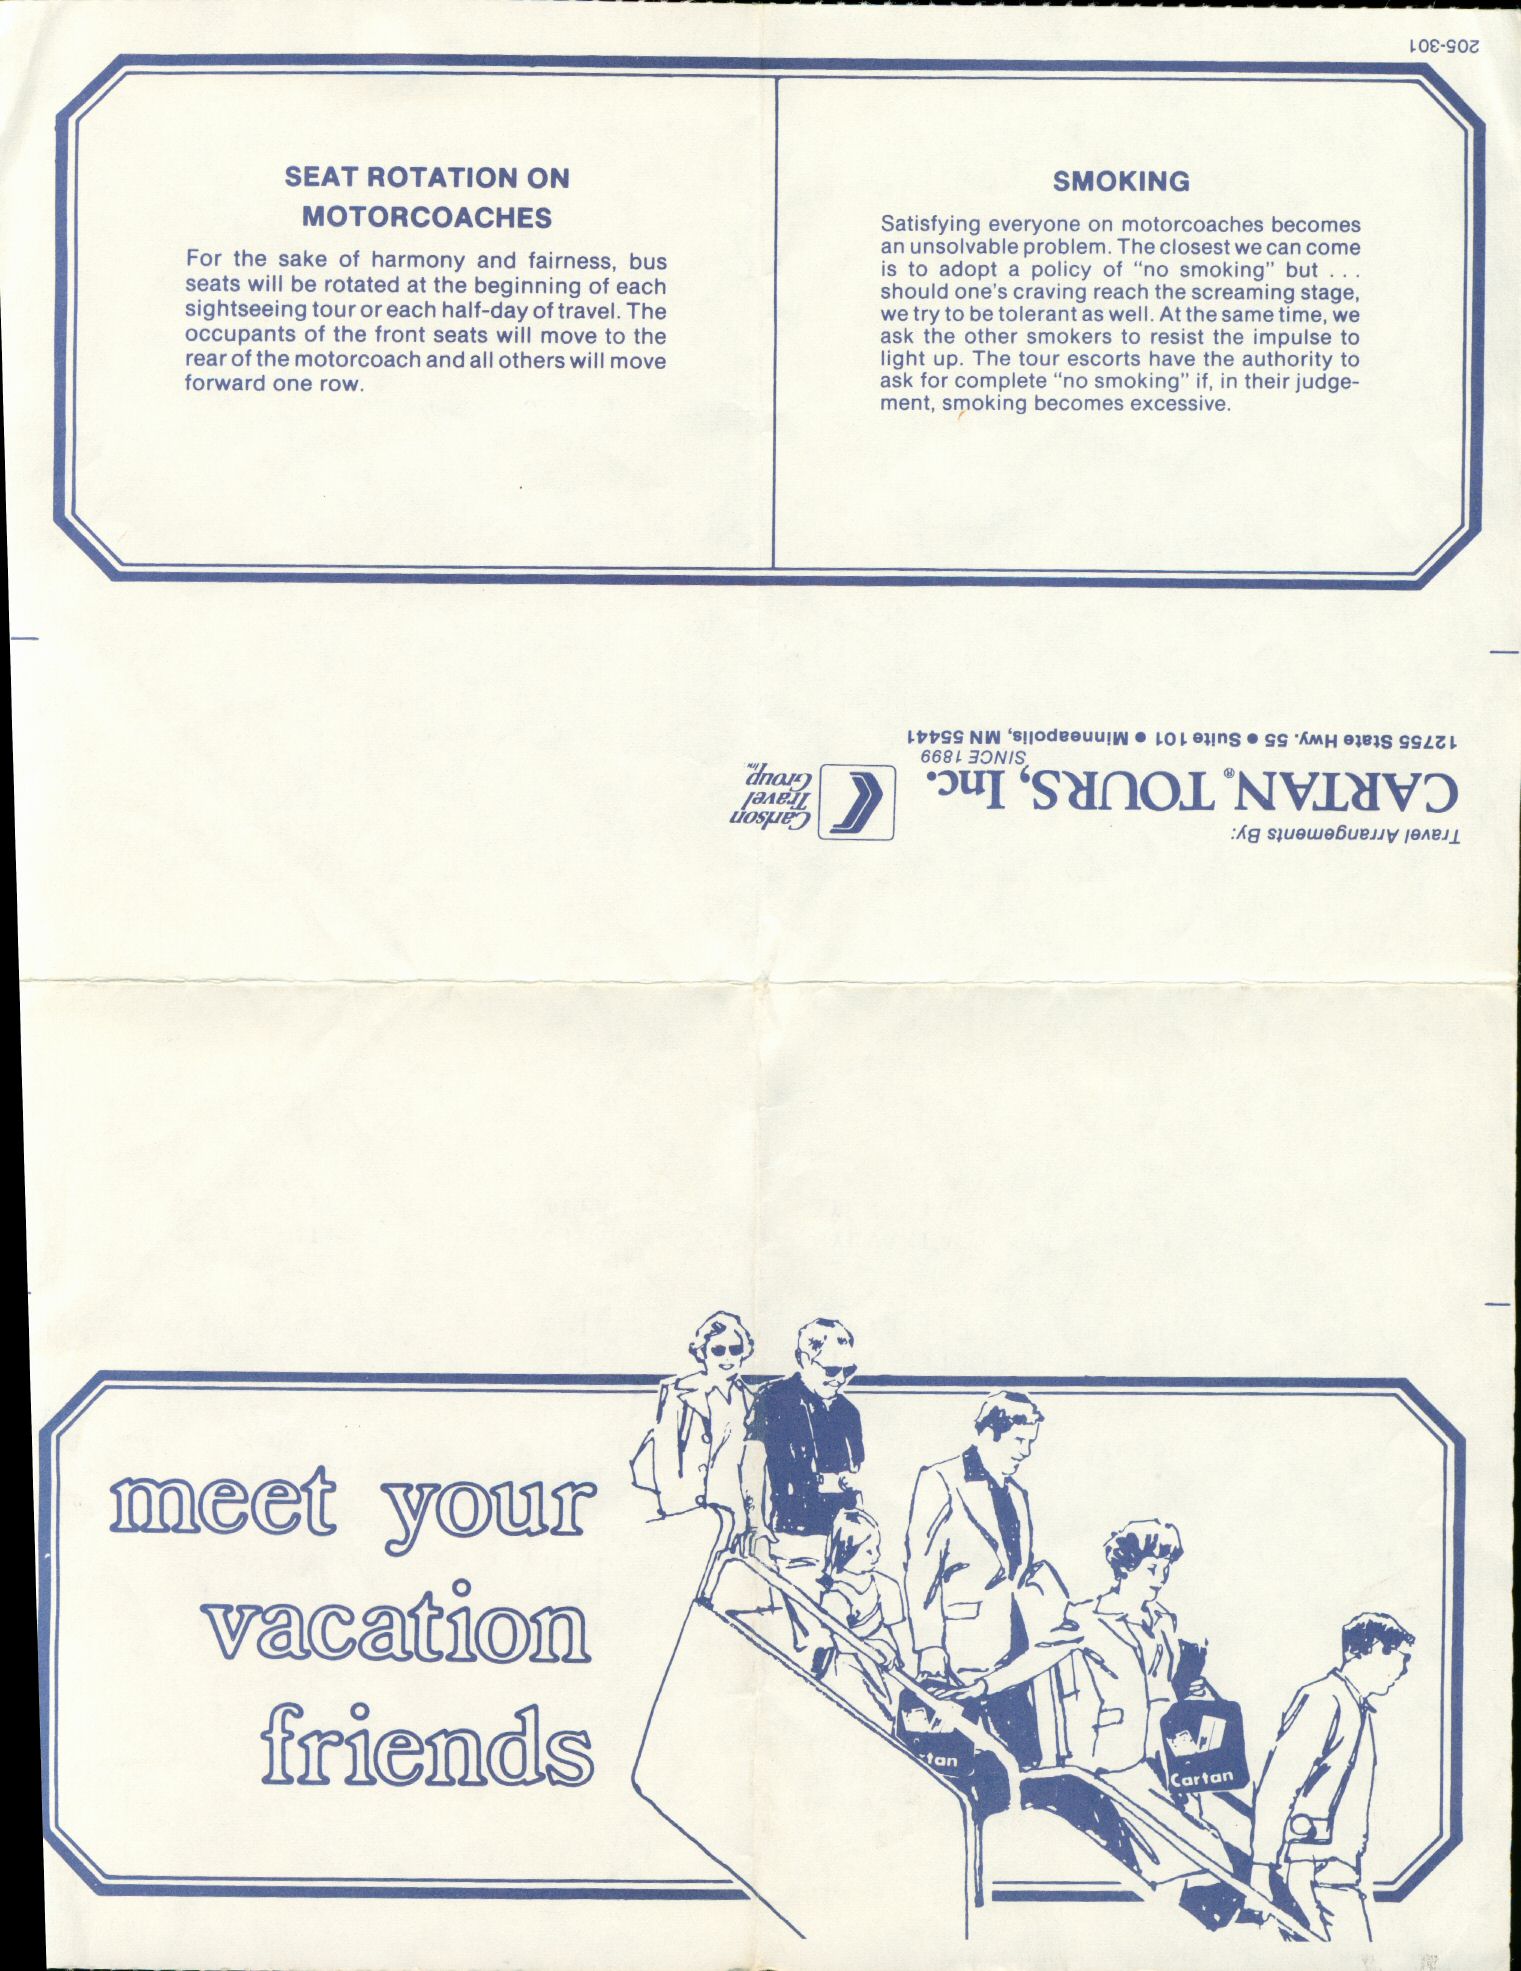 205-301
SEAT ROTATION ON
MOTORCOACHES
For the sake of harmony and fairness, bus
seats will be rotated at the beginning of each
sightseeing tour or each half-day of travel. The
occupants of the front seats will move to the
rear of the motorcoach and all others will move
forward one row.
SMOKING
Satisfying everyone on motorcoaches becomes
an unsolvable problem. The closest we can come
is to adopt a policy of “no smoking” but . . .
should one's craving reach the screaming stage,
we try to be tolerant as well. At the same time, we
ask the other smokers to resist the impulse to
light up. The tour escorts have the authority to
ask for complete “no smoking” if, in their judge-
ment, smoking becomes excessive.
Travel Arrangements By:
CARTAN® TOURS, Inc.
SINCE 1899
12755 State Hwy. 55 ● Suite 101 ● Minneapolis, MN 55441
Carlson
Travel
Group Inc.
meet your
vacation
friends
rtan
Cartan